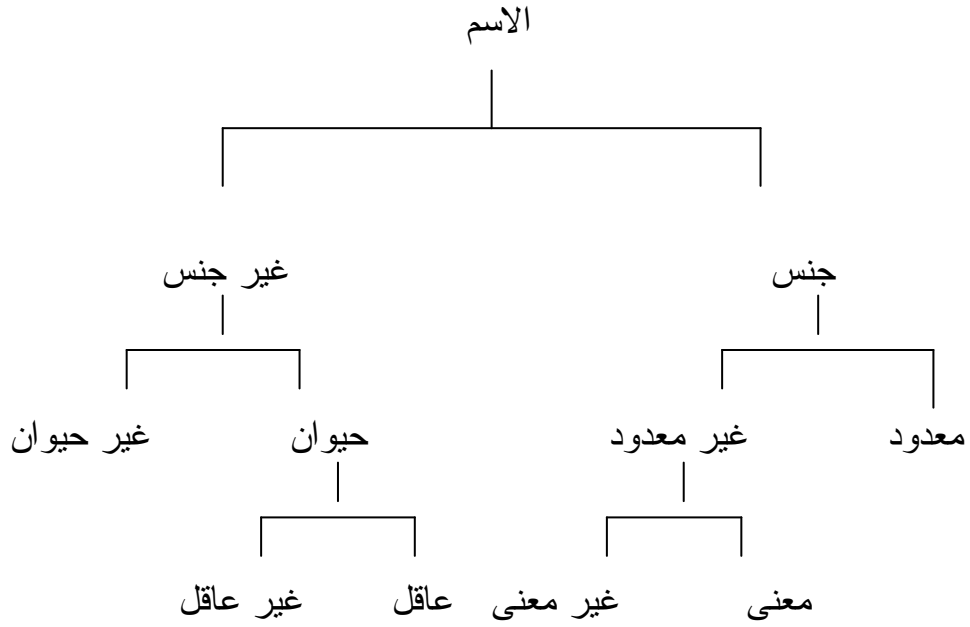 الاسم
جنس غير جنس
معدود غير معدود حيوان غير حيوان
معنى غير معنى عاقل غير عاقل